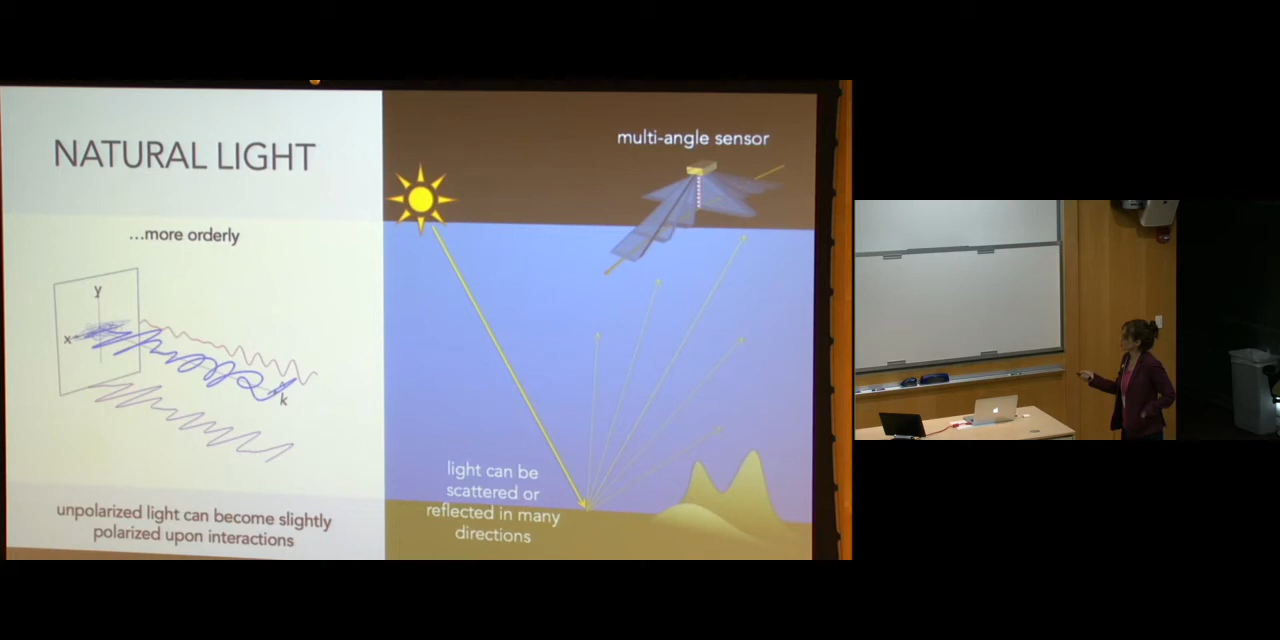 NATURAL LIGHT
...more orderly
y
x
k
unpolarized light can become slightly
polarized upon interactions
multi-angle sensor
light can be
scattered or
reflected in many
directions